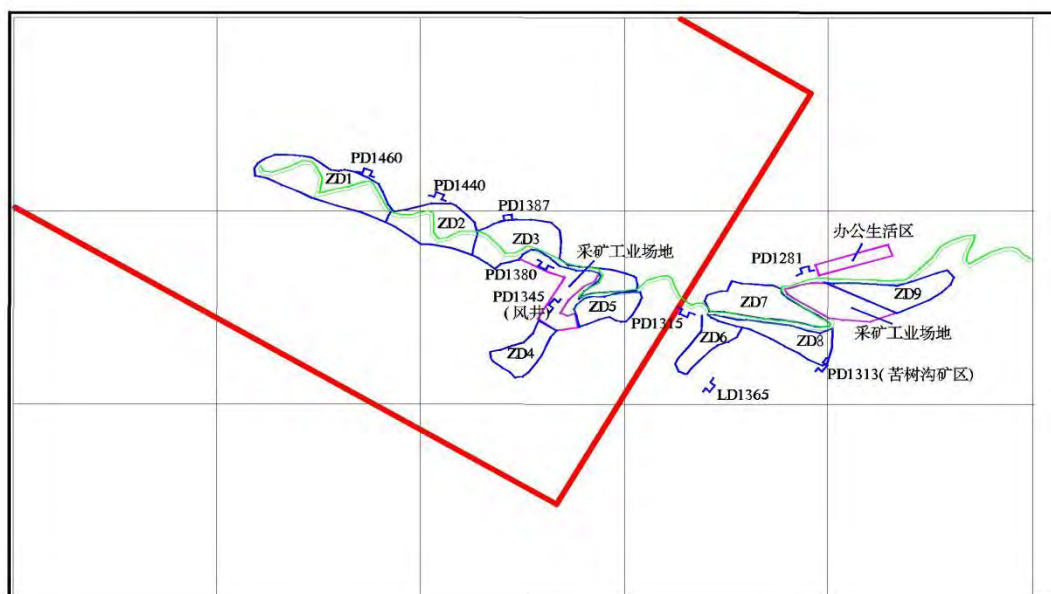 PD1460
ZD1
PD1440
ZD2
PD1387
ZD3
采矿工业场地
PD1380
PD1345
(风井)
ZD5
ZD4
办公生活区
PD1281
ZD9
ZD7
PD1315
ZD6
ZD8
采矿工业场地
PD1313(苦树沟矿区)
LD1365